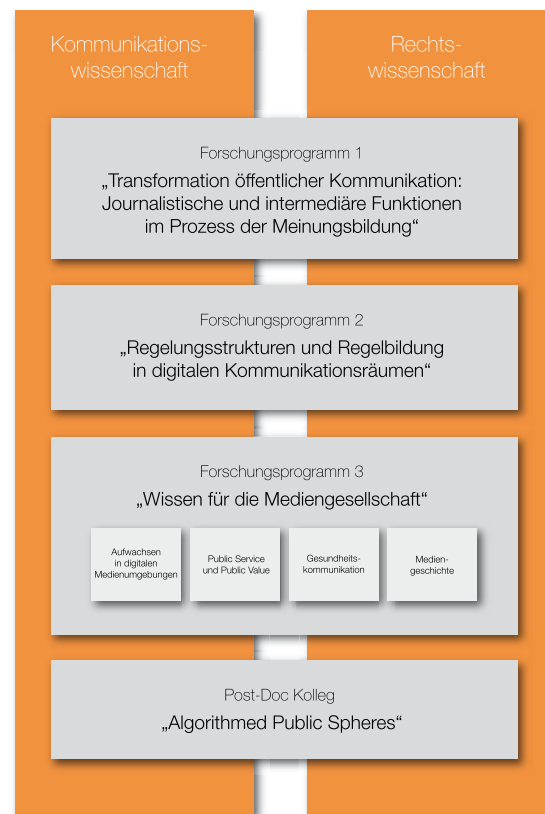 Kommunikations-
wissenschaft
Rechts-
wissenschaft
Forschungsprogramm 1
„Transformation öffentlicher Kommunikation:
Journalistische und intermediäre Funktionen
im Prozess der Meinungsbildung“
Forschungsprogramm 2
„Regelungsstrukturen und Regelbildung
in digitalen Kommunikationsräumen“
Forschungsprogramm 3
„Wissen für die Mediengesellschaft“
Aufwachsen
in digitalen
Medienumgebungen
Public Service
und Public Value
Gesundheits-
kommunikation
Medien-
geschichte
Post-Doc Kolleg
„Algorithmed Public Spheres“